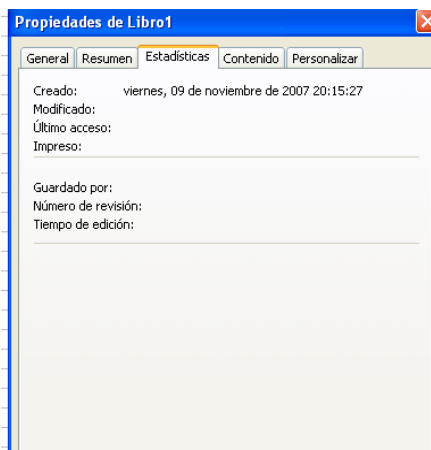 Propiedades de Libro1
General Resumen Estadísticas Contenido Personalizar
Creado: viernes, 09 de noviembre de 2007 20:15:27
Modificado:
Último acceso:
Impreso:
Guardado por:
Número de revisión:
Tiempo de edición: